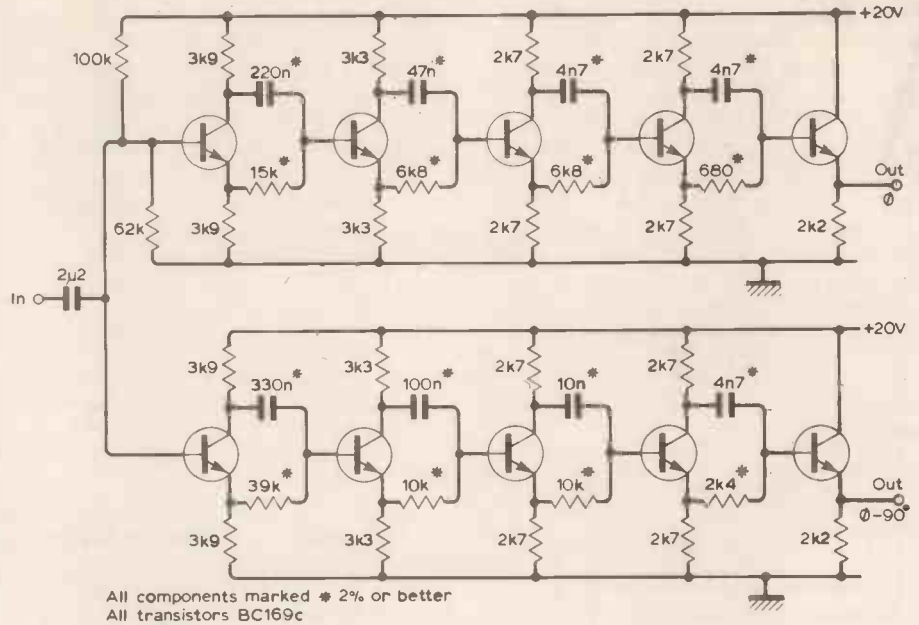 +20V
100k
3k9
220n*
3k3
47n*
2k7
4n7*
2k7
4n7*
15k*
6k8*
6k8*
680*
Out
Ø
62k
3k9
3k3
2k7
2k7
2k2
2µ2
In
+20V
3k9
330n*
3k3
100n*
2k7
10n*
2k7
4n7*
39k*
10k*
10k*
2k4*
Out
Ø-90°
3k9
3k3
2k7
2k7
2k2
All components marked * 2% or better
All transistors BC169c